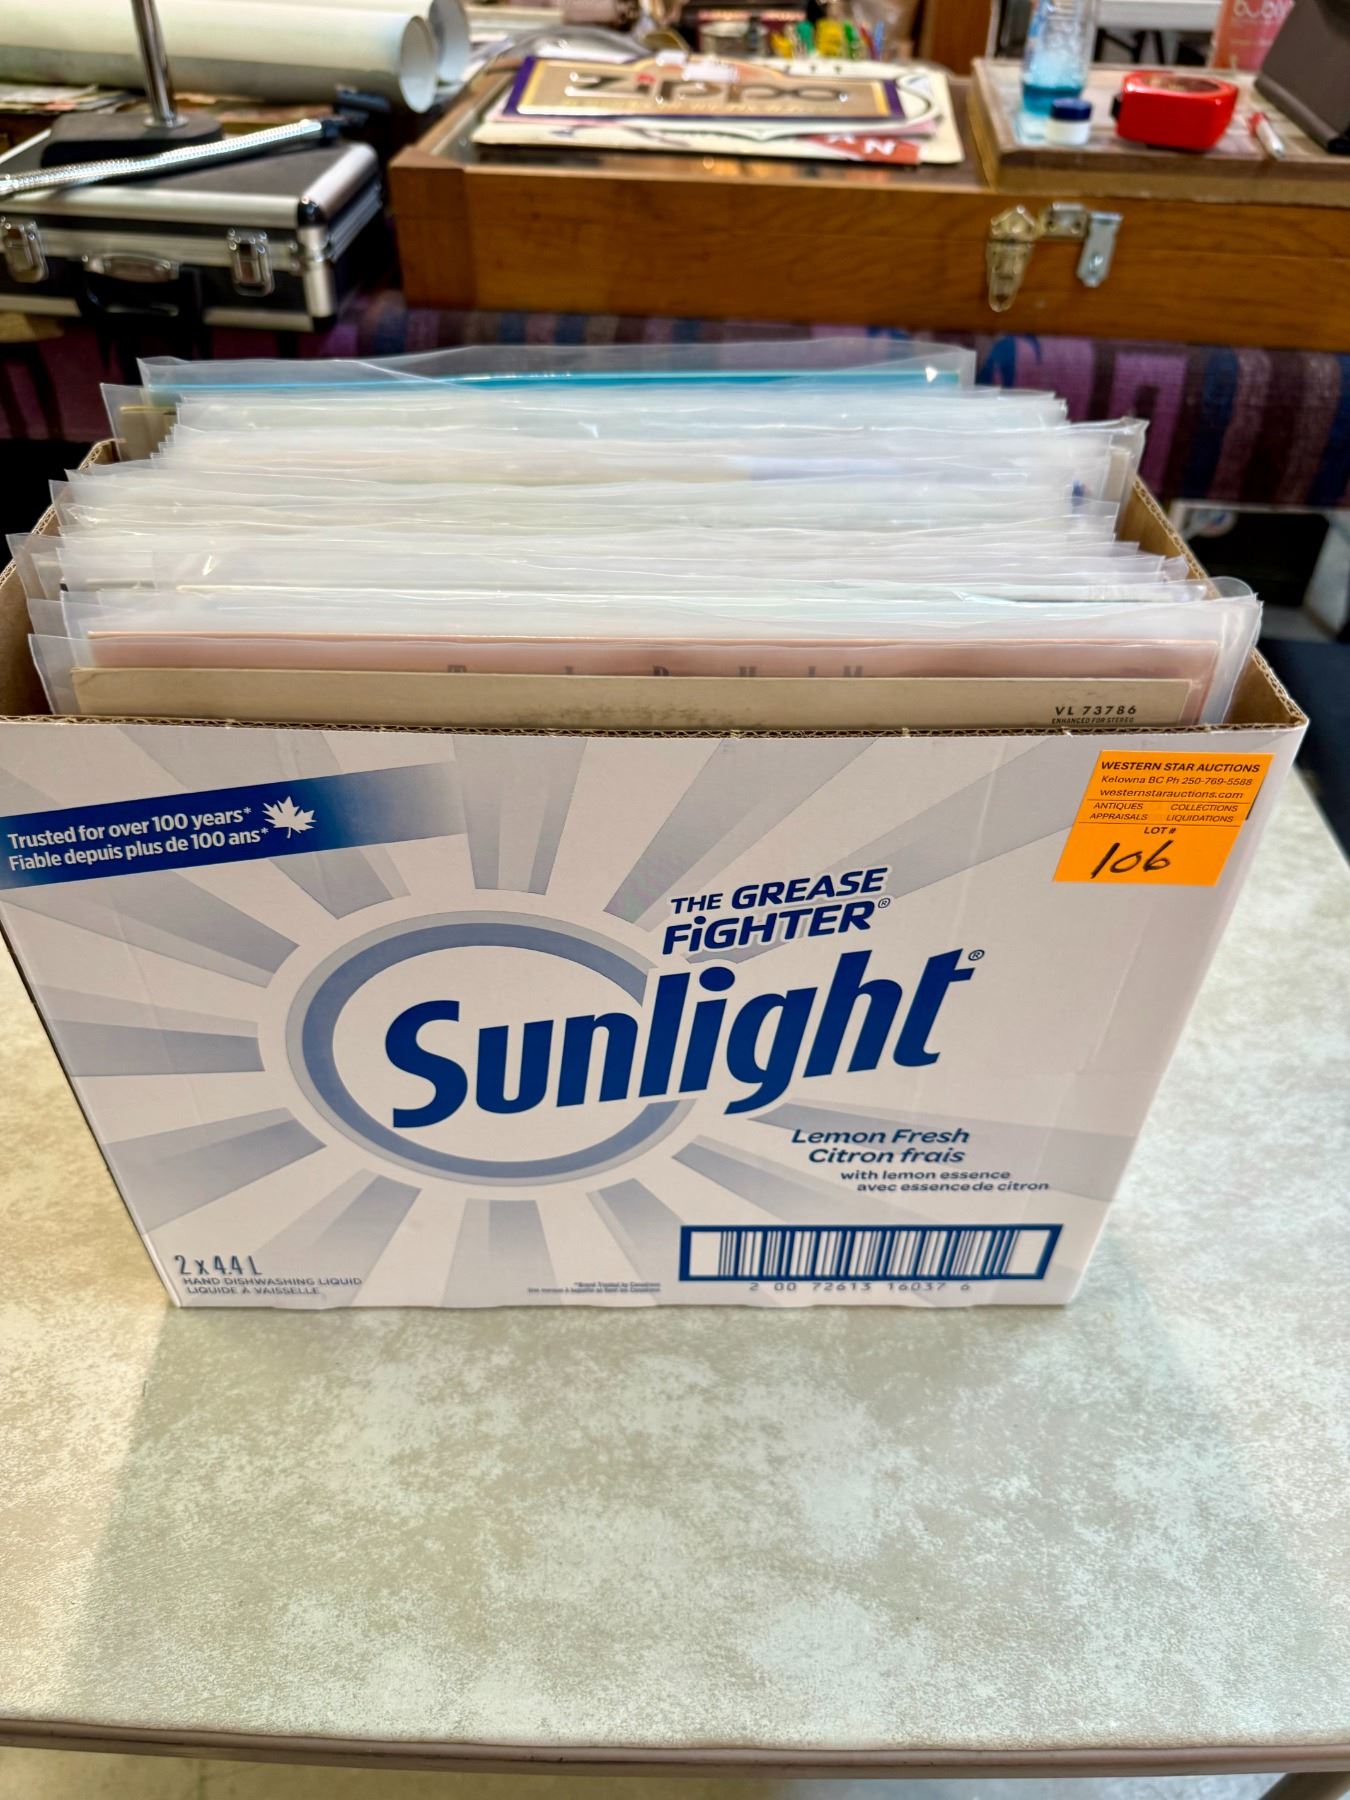 Zippo
VL 73786
ENHANCED FOR STEREO
WESTERN STAR AUCTIONS
Kelowna BC Ph 250-769-5588
westernstarauctions.com
ANTIQUES COLLECTIONS
APPRAISALS LIQUIDATIONS
LOT #
106
Trusted for over 100 years*
Fiable depuis plus de 100 ans*
THE GREASE
FiGHTER®
Sunlight®
Lemon Fresh
Citron frais
with lemon essence
avec essence de citron
2 x 4.4 L
HAND DISHWASHING LIQUID
LIQUIDE À VAISSELLE
2 00 72613 16037 6